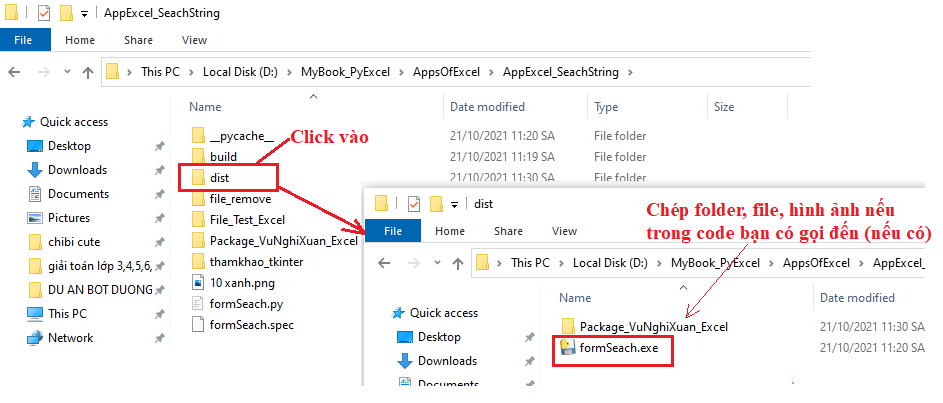 AppExcel_SeachString
File Home Share View
This PC Local Disk (D:) MyBook_PyExcel AppsOfExcel AppExcel_SeachString
Name Date modified Type Size
Quick access
Desktop
Downloads
Documents
Pictures
chibi cute
giải toán lớp 3,4,5,6,
DU AN BOT DUONG
This PC
Network
__pycache__ 21/10/2021 11:20 SA File folder
build 21/10/2021 11:19 SA File folder
dist 21/10/2021 11:30 SA File folder
file_remove
File_Test_Excel
Package_VuNghiXuan_Excel
thamkhao_tkinter
10 xanh.png
formSeach.py
formSeach.spec
Click vào
dist
File Home Share View
Chép folder, file, hình ảnh nếu
trong code bạn có gọi đến (nếu có)
This PC Local Disk (D:) MyBook_PyExcel AppsOfExcel AppExcel_
Name Date modified
Quick access
Desktop
Downloads
Documents
Package_VuNghiXuan_Excel 21/10/2021 11:30 SA
formSeach.exe 21/10/2021 11:20 SA